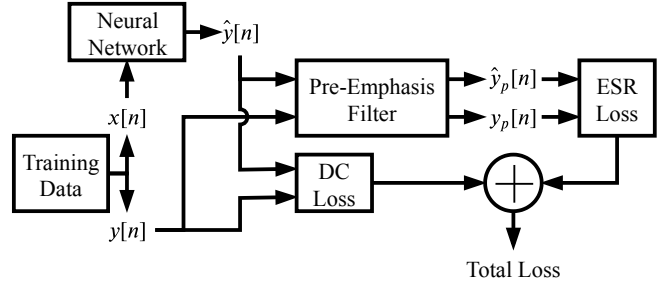 Neural
Network
ŷ[n]
Pre-Emphasis
Filter
ŷₚ[n]
yₚ[n]
ESR
Loss
x[n]
Training
Data
DC
Loss
y[n]
Total Loss